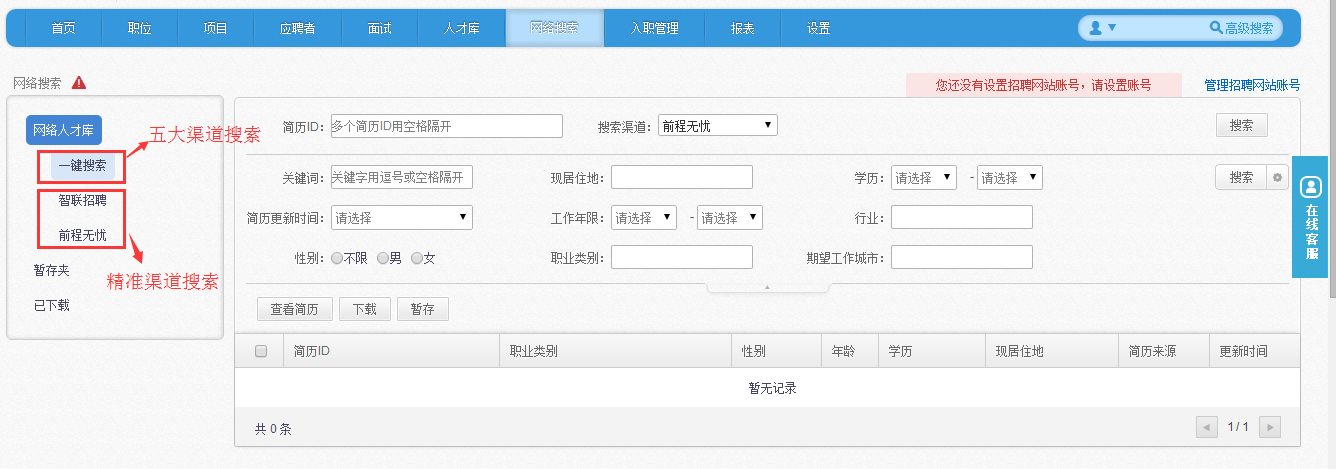 首页 职位 项目 应聘者 面试 人才库 网络搜索 入职管理 报表 设置 高级搜索
网络搜索 您还没有设置招聘网站账号，请设置账号 管理招聘网站账号
网络人才库
五大渠道搜索
一键搜索
智联招聘
前程无忧
精准渠道搜索
暂存夹
已下载
简历ID: 多个简历ID用空格隔开 搜索渠道: 前程无忧 搜索
关键词: 关键字用逗号或空格隔开 现居住地: 学历: 请选择 - 请选择 搜索
简历更新时间: 请选择 工作年限: 请选择 - 请选择 行业:
性别: 不限 男 女 职业类别: 期望工作城市:
查看简历 下载 暂存
简历ID 职业类别 性别 年龄 学历 现居住地 简历来源 更新时间
暂无记录
共 0 条 1 / 1
在线客服